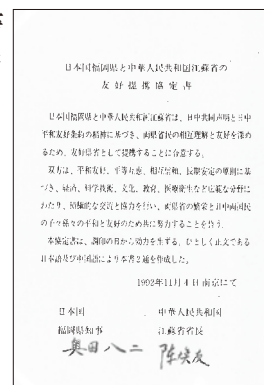 日本国福岡県と中華人民共和国江蘇省の
友好提携協定書
日本国福岡県と中華人民共和国江蘇省は、日中共同声明と日中
平和友好条約の精神に基づき、両県省民の相互理解と友好を深め
るため、友好県省として提携することに合意する。
双方は、平和友好、平等互恵、相互信頼、長期安定の原則に基
づき、経済、科学技術、文化、教育、医療衛生など広範な分野に
わたり、積極的な交流と協力を行い、両県省の繁栄と日中両国民
の子々孫々の平和と友好のため共に努力することを誓う。
本協定書は、調印の日から効力を生ずる。ひとしく正文である
日本語及び中国語により本書2通を作成した。
1992年11月4日南京にて
日本国 中華人民共和国
福岡県知事 江蘇省省長
奥田八二 陈焕友